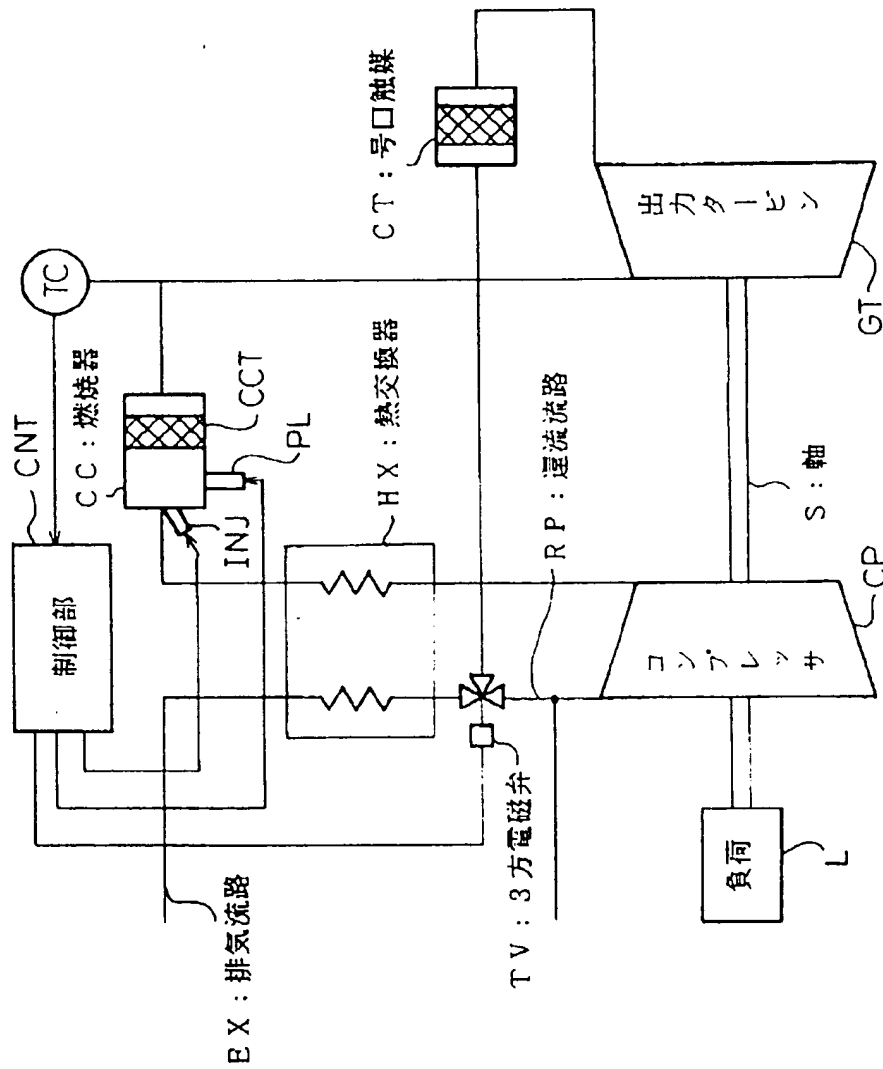 TC
CNT
制御部
CC:燃焼器
CCT
PL
INJ
HX:熱交換器
CT:号口触媒
EX:排気流路
TV:3方電磁弁
RP:還流流路
コンプレッサ
出力タービン
S:軸
負荷
L
CP
GT